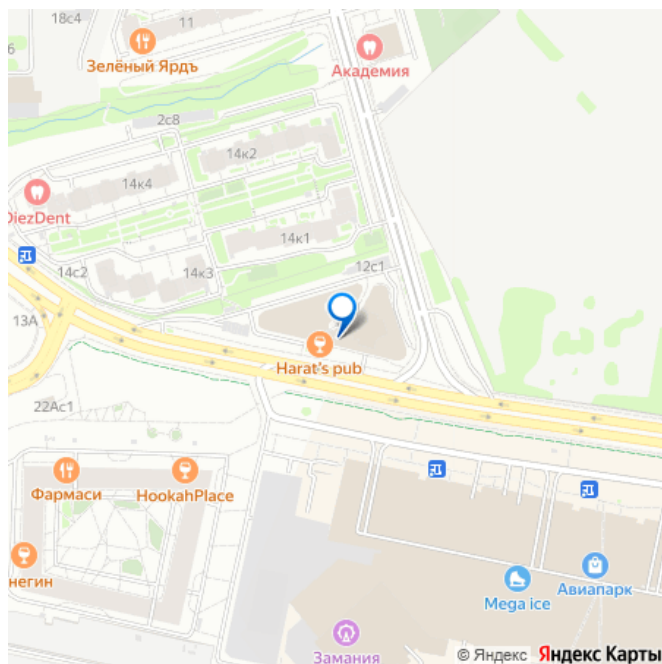 18с4
11
6
Зелёный Ярдъ
Академия
2с8
14к2
14к4
DiezDent
14к1
12с1
14с2
14к3
13А
Harat's pub
22Ас1
Фармаси
HookahPlace
негин
Mega ice
Авиапарк
Замания
© Яндекс Яндекс Карты